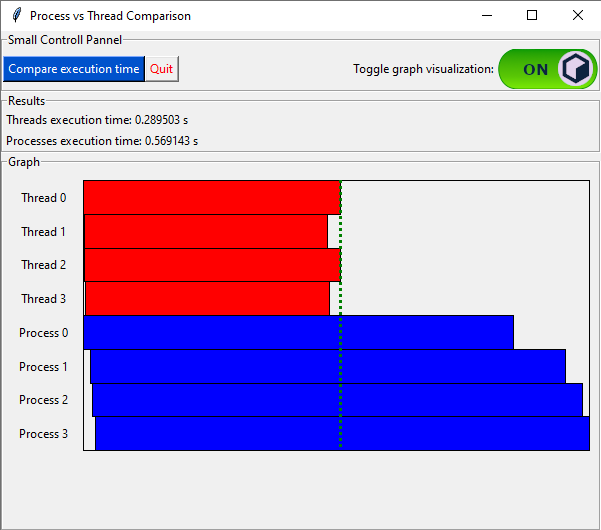 Process vs Thread Comparison
Small Controll Pannel
Compare execution time Quit Toggle graph visualization: ON
Results
Threads execution time: 0.289503 s
Processes execution time: 0.569143 s
Graph
Thread 0
Thread 1
Thread 2
Thread 3
Process 0
Process 1
Process 2
Process 3